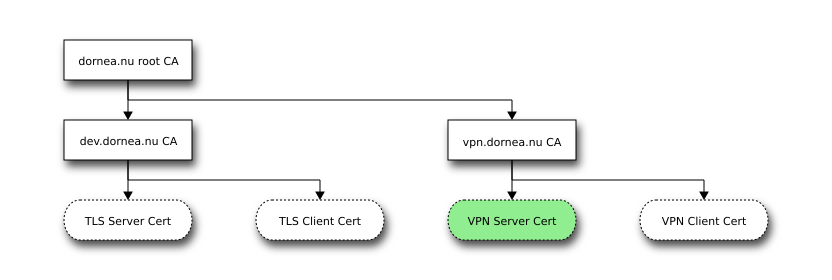 dornea.nu root CA
dev.dornea.nu CA
vpn.dornea.nu CA
TLS Server Cert
TLS Client Cert
VPN Server Cert
VPN Client Cert